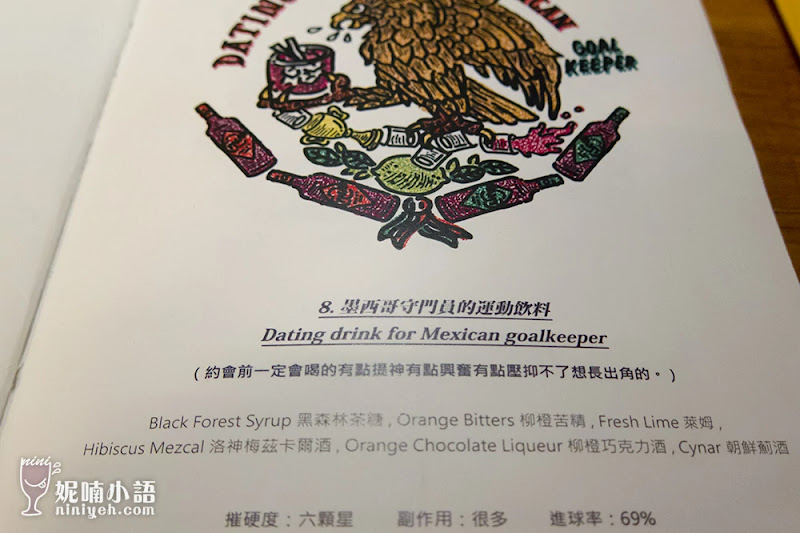 DATING
GOAL
KEEPER
8. 墨西哥守門員的運動飲料
Dating drink for Mexican goalkeeper
（約會前一定會喝的有點提神有點興奮有點壓抑不了想長出角的。）
Black Forest Syrup 黑森林茶糖 , Orange Bitters 柳橙苦精 , Fresh Lime 萊姆 ,
Hibiscus Mezcal 洛神梅茲卡爾酒 , Orange Chocolate Liqueur 柳橙巧克力酒 , Cynar 朝鮮薊酒
摧硬度：六顆星 副作用：很多 進球率：69%
nini
妮喃小語
niniyeh.com